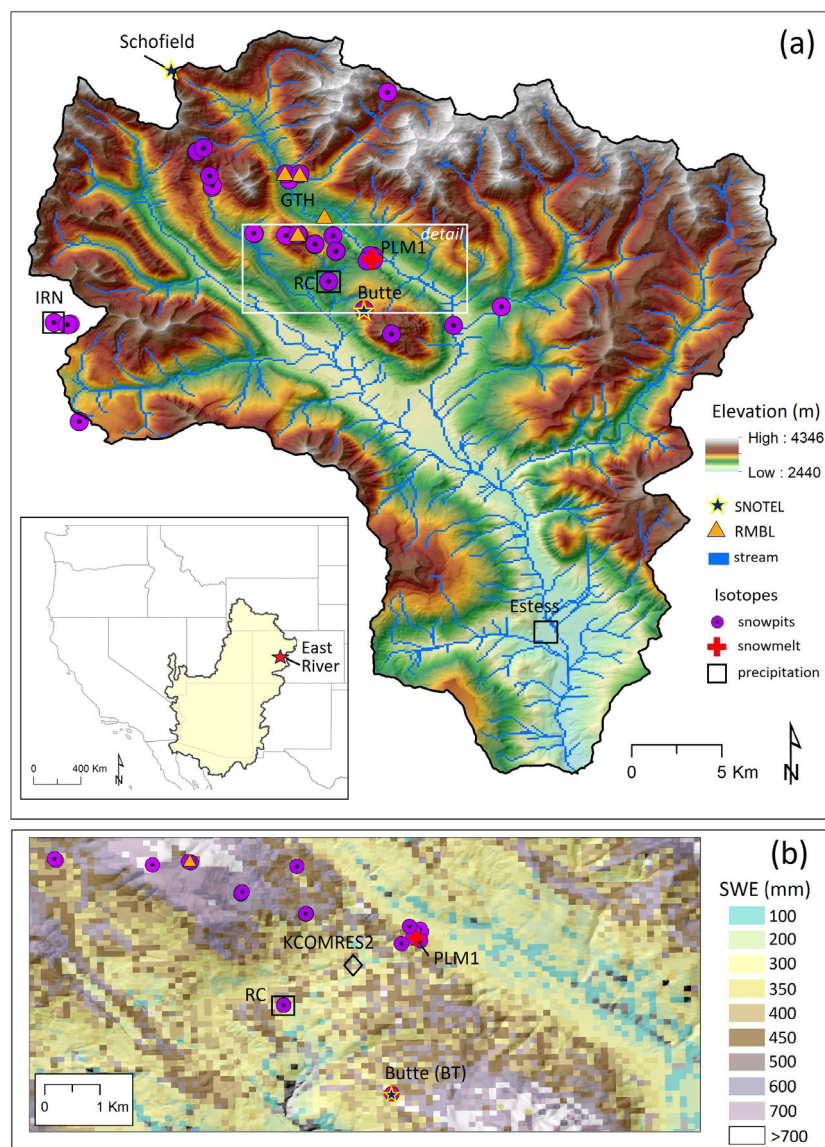 (a)
Schofield
GTH
detail
PLM1
RC
IRN
Butte
Elevation (m)
High : 4346
Low : 2440
SNOTEL
RMBL
stream
Isotopes
snowpits
snowmelt
precipitation
Estess
East
River
0 400 Km
N
0 5 Km
N
(b)
SWE (mm)
100
200
300
350
400
450
500
600
700
>700
KCOMRES2
PLM1
RC
Butte (BT)
0 1 Km